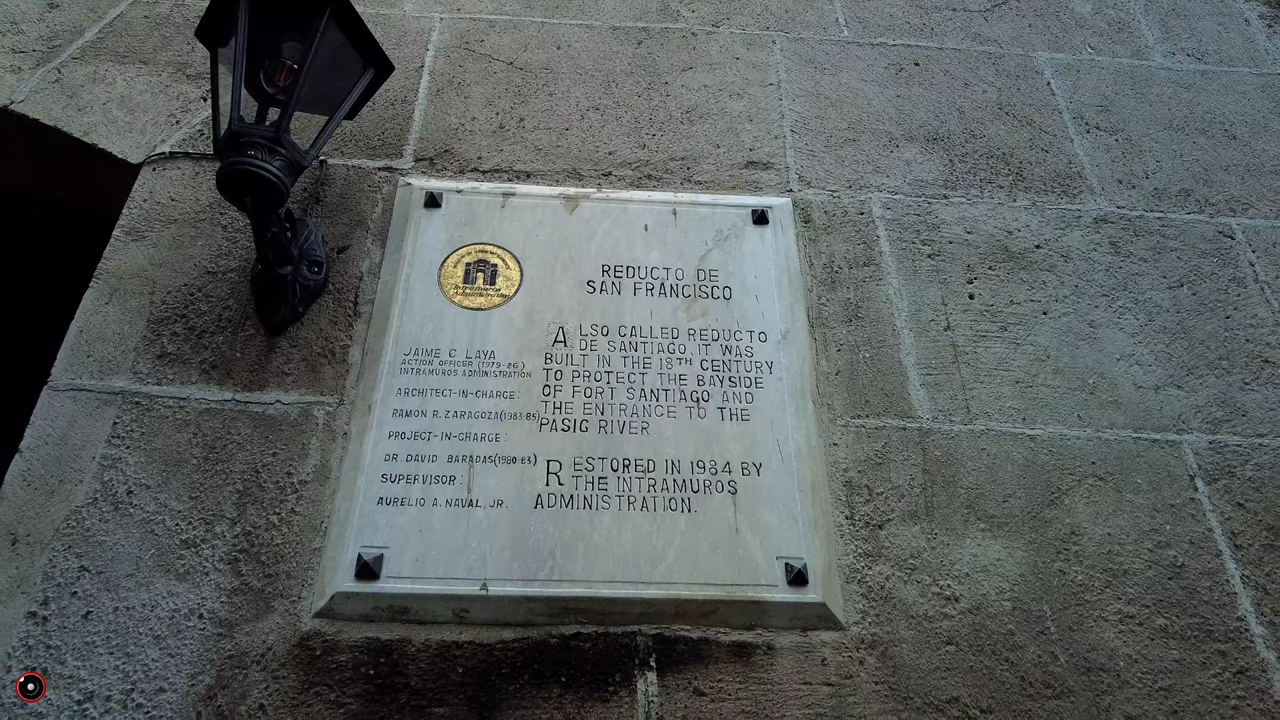 Intramuros
Administration
REDUCTO DE
SAN FRANCISCO
JAIME C. LAYA
ACTION OFFICER (1979-86)
INTRAMUROS ADMINISTRATION
ARCHITECT-IN-CHARGE:
RAMON R. ZARAGOZA (1983-85)
PROJECT-IN-CHARGE:
DR. DAVID BARADAS (1980-83)
SUPERVISOR:
AURELIO A. NAVAL, JR.
ALSO CALLED REDUCTO
DE SANTIAGO, IT WAS
BUILT IN THE 18TH CENTURY
TO PROTECT THE BAYSIDE
OF FORT SANTIAGO AND
THE ENTRANCE TO THE
PASIG RIVER
RESTORED IN 1984 BY
THE INTRAMUROS
ADMINISTRATION.